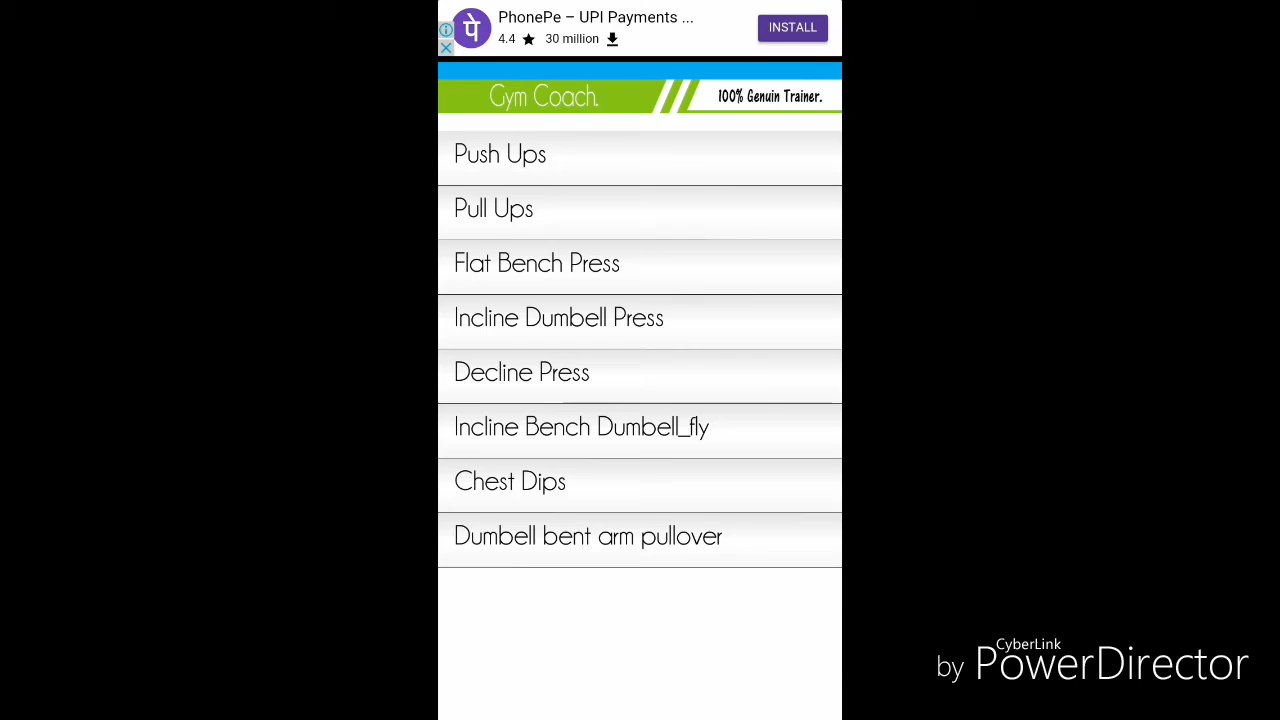 PhonePe – UPI Payments ...
4.4 ★ 30 million
INSTALL
पे
Gym Coach.
100% Genuin Trainer.
Push Ups
Pull Ups
Flat Bench Press
Incline Dumbell Press
Decline Press
Incline Bench Dumbell_fly
Chest Dips
Dumbell bent arm pullover
CyberLink
by PowerDirector